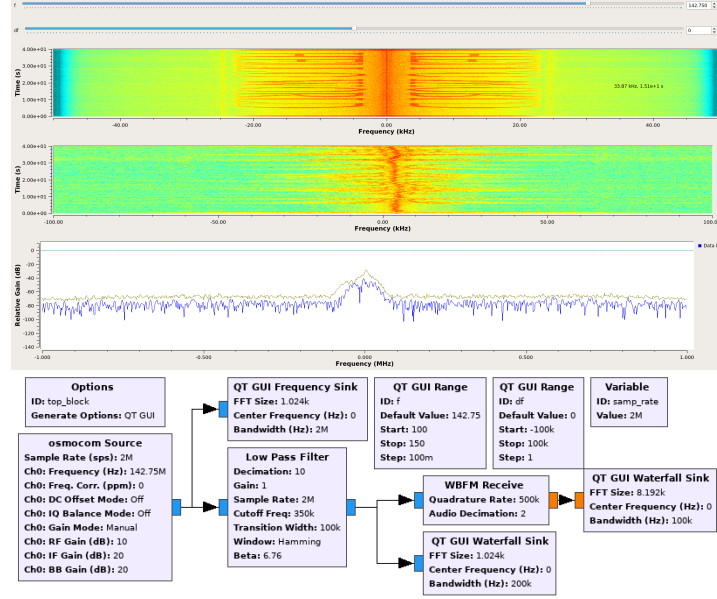 f
142.750
df
0
4.00e+01
3.00e+01
2.00e+01
1.00e+01
0.00e+00
Time (s)
33.87 kHz, 1.51e+1 s
-40.00
-20.00
0.00
20.00
40.00
Frequency (kHz)
4.00e+01
3.00e+01
2.00e+01
1.00e+01
0.00e+00
Time (s)
-100.00
-50.00
0.00
50.00
100.0
Frequency (kHz)
0
-20
-40
-60
-80
-100
-120
-140
Relative Gain (dB)
Data
-1.000
-0.500
0.000
0.500
1.000
Frequency (MHz)
Options
ID: top_block
Generate Options: QT GUI
QT GUI Frequency Sink
FFT Size: 1.024k
Center Frequency (Hz): 0
Bandwidth (Hz): 2M
QT GUI Range
ID: f
Default Value: 142.75
Start: 100
Stop: 150
Step: 100m
QT GUI Range
ID: df
Default Value: 0
Start: -100k
Stop: 100k
Step: 1
Variable
ID: samp_rate
Value: 2M
osmocom Source
Sample Rate (sps): 2M
Ch0: Frequency (Hz): 142.75M
Ch0: Freq. Corr. (ppm): 0
Ch0: DC Offset Mode: Off
Ch0: IQ Balance Mode: Off
Ch0: Gain Mode: Manual
Ch0: RF Gain (dB): 10
Ch0: IF Gain (dB): 20
Ch0: BB Gain (dB): 20
Low Pass Filter
Decimation: 10
Gain: 1
Sample Rate: 2M
Cutoff Freq: 350k
Transition Width: 100k
Window: Hamming
Beta: 6.76
WBFM Receive
Quadrature Rate: 500k
Audio Decimation: 2
QT GUI Waterfall Sink
FFT Size: 8.192k
Center Frequency (Hz): 0
Bandwidth (Hz): 100k
QT GUI Waterfall Sink
FFT Size: 1.024k
Center Frequency (Hz): 0
Bandwidth (Hz): 200k